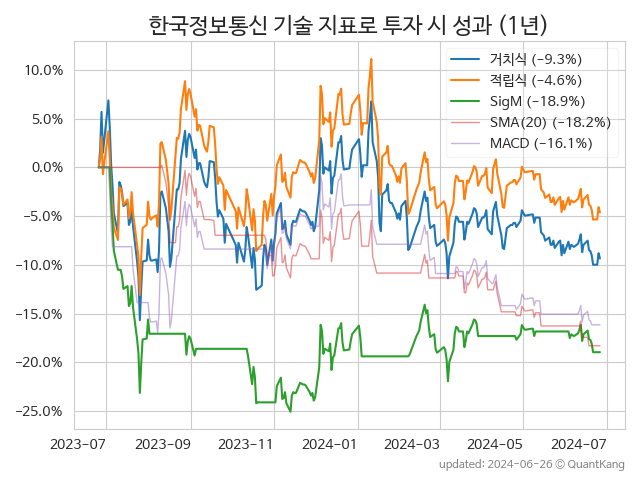 한국정보통신 기술 지표로 투자 시 성과 (1년)
거치식 (−9.3%)
적립식 (−4.6%)
SigM (−18.9%)
SMA(20) (−18.2%)
MACD (−16.1%)
10.0%
5.0%
0.0%
−5.0%
−10.0%
−15.0%
−20.0%
−25.0%
2023-07 2023-09 2023-11 2024-01 2024-03 2024-05 2024-07
updated: 2024-06-26 ⓒ QuantKang